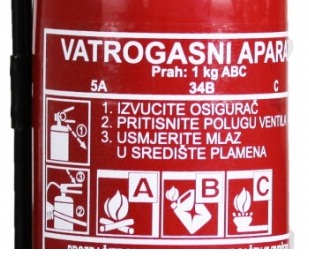 VATROGASNI APARA
Prah: 1 kg ABC
5A 34B C
1. IZVUCITE OSIGURAČ
2. PRITISNITE POLUGU VENTILA
3. USMJERITE MLAZ
U SREDIŠTE PLAMENA
A B C